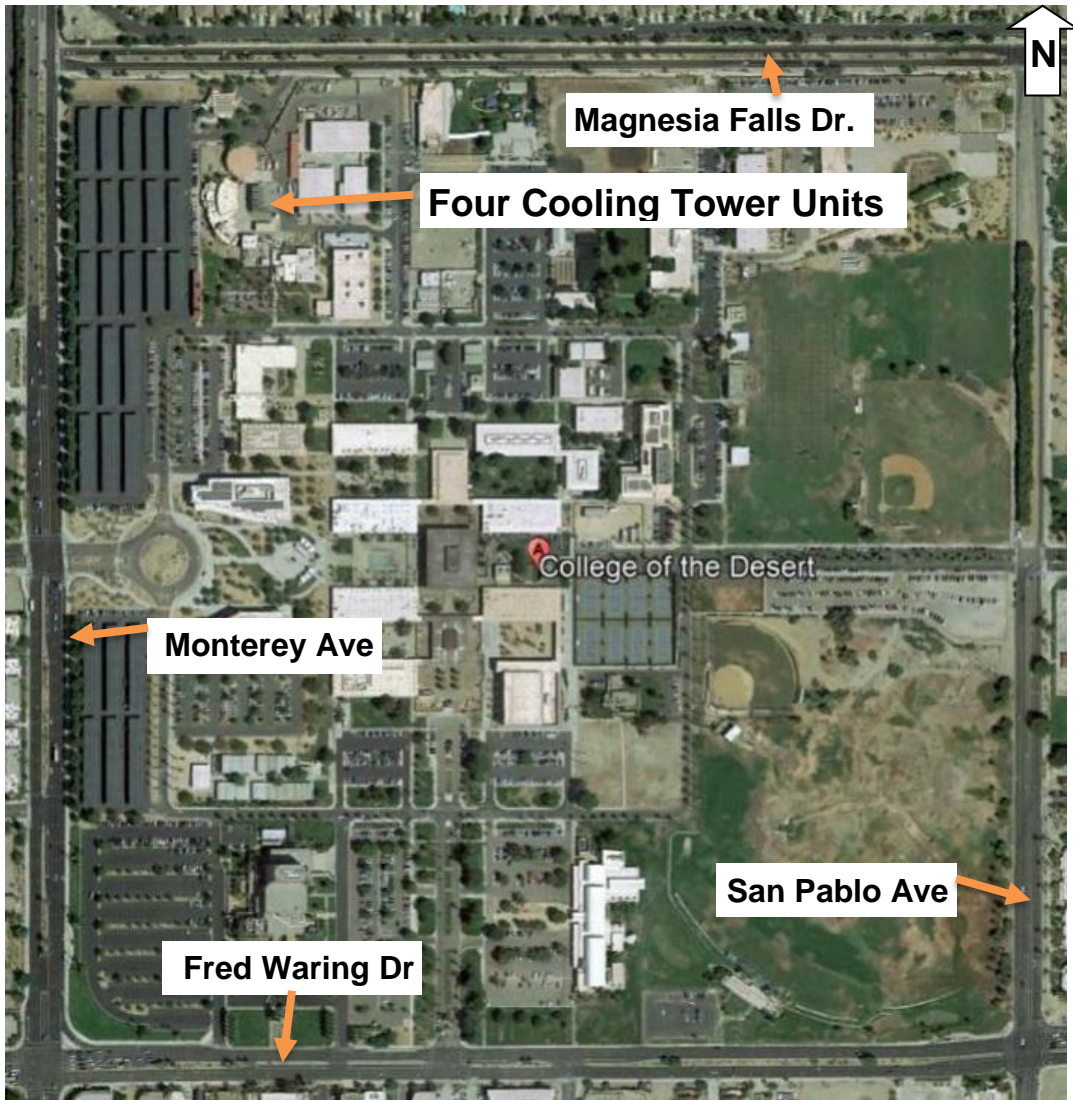 N
Magnesia Falls Dr.
Four Cooling Tower Units
A
College of the Desert
Monterey Ave
San Pablo Ave
Fred Waring Dr